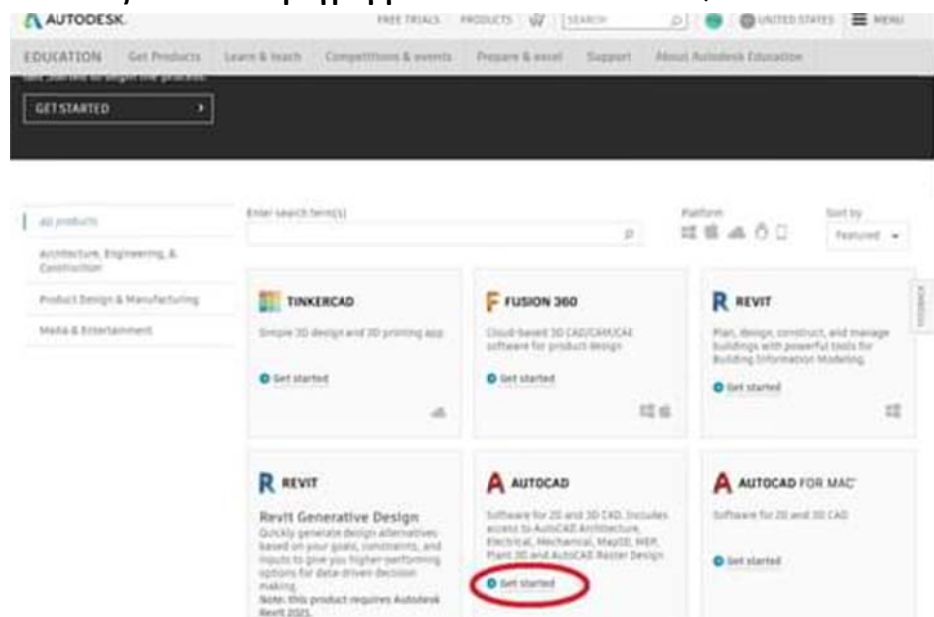 AUTODESK.
FREE TRIALS PRODUCTS SEARCH UNITED STATES MENU
EDUCATION Get Products Learn & teach Competitions & events Prepare & excel Support About Autodesk Education
GET STARTED
All products
Architecture, Engineering, &
Construction
Product Design & Manufacturing
Media & Entertainment
Enter search term(s)
Platform
Sort by
Featured
FEEDBACK
TINKERCAD
Simple 3D design and 3D printing app
Get started
FUSION 360
Cloud-based 3D CAD/CAM/CAE
software for product design
Get started
REVIT
Plan, design, construct, and manage
buildings with powerful tools for
Building Information Modeling.
Get started
REVIT
Revit Generative Design
Quickly generate design alternatives
based on your goals, constraints, and
inputs to give you higher-performing
options for data-driven decision
making.
Note: this product requires Autodesk
Revit 2021.
AUTOCAD
Software for 2D and 3D CAD. Includes
access to AutoCAD Architecture,
Electrical, Mechanical, Map3D, MEP,
Plant 3D and AutoCAD Raster Design
Get started
AUTOCAD FOR MAC
Software for 2D and 3D CAD
Get started